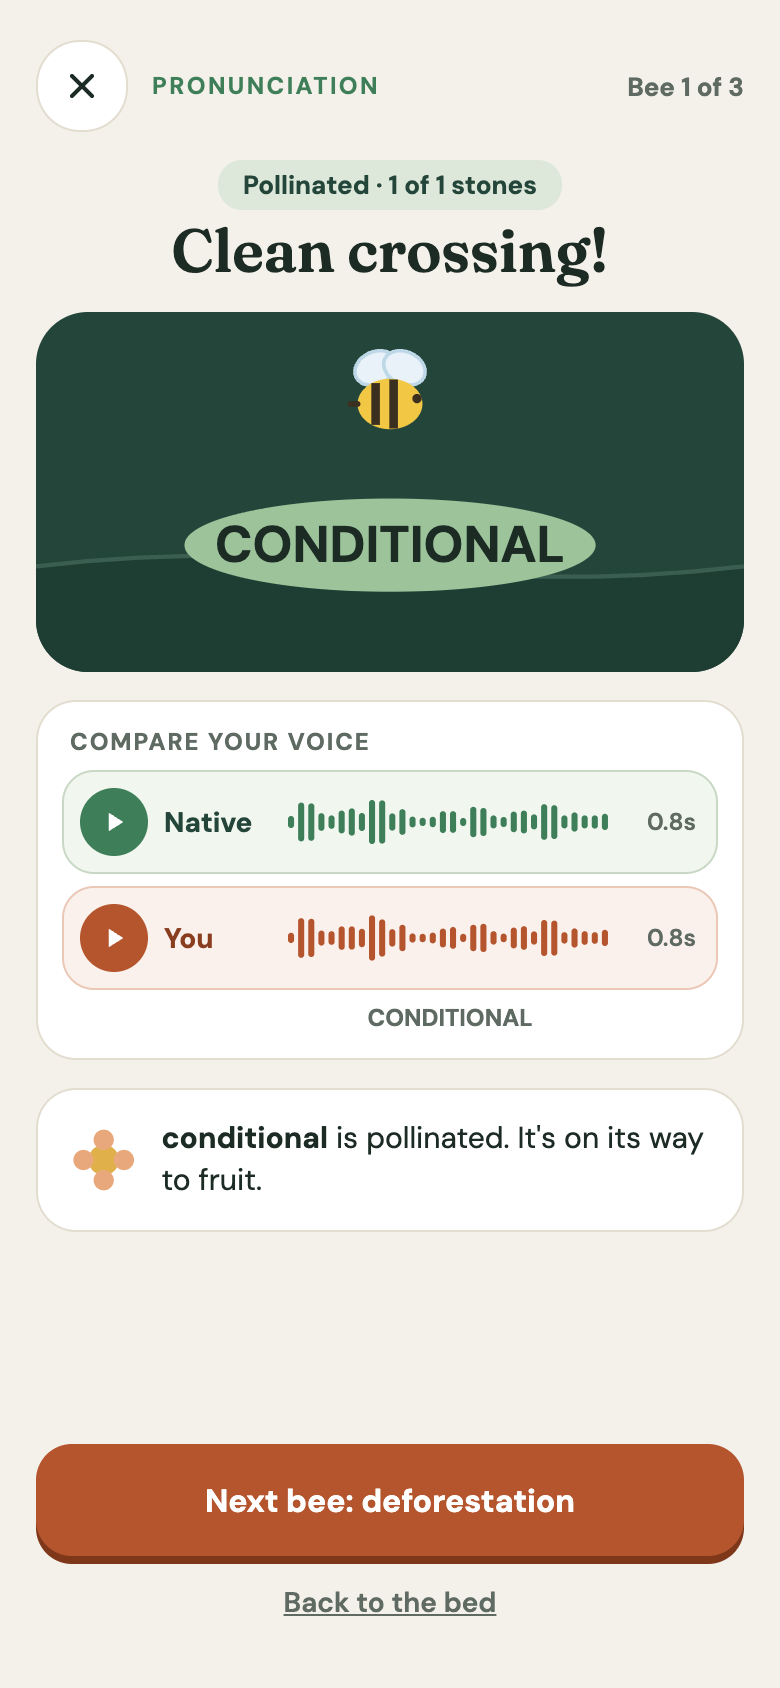 PRONUNCIATION
Bee 1 of 3
Pollinated · 1 of 1 stones
Clean crossing!
CONDITIONAL
COMPARE YOUR VOICE
Native
0.8s
You
0.8s
CONDITIONAL
conditional is pollinated. It's on its way
to fruit.
Next bee: deforestation
Back to the bed